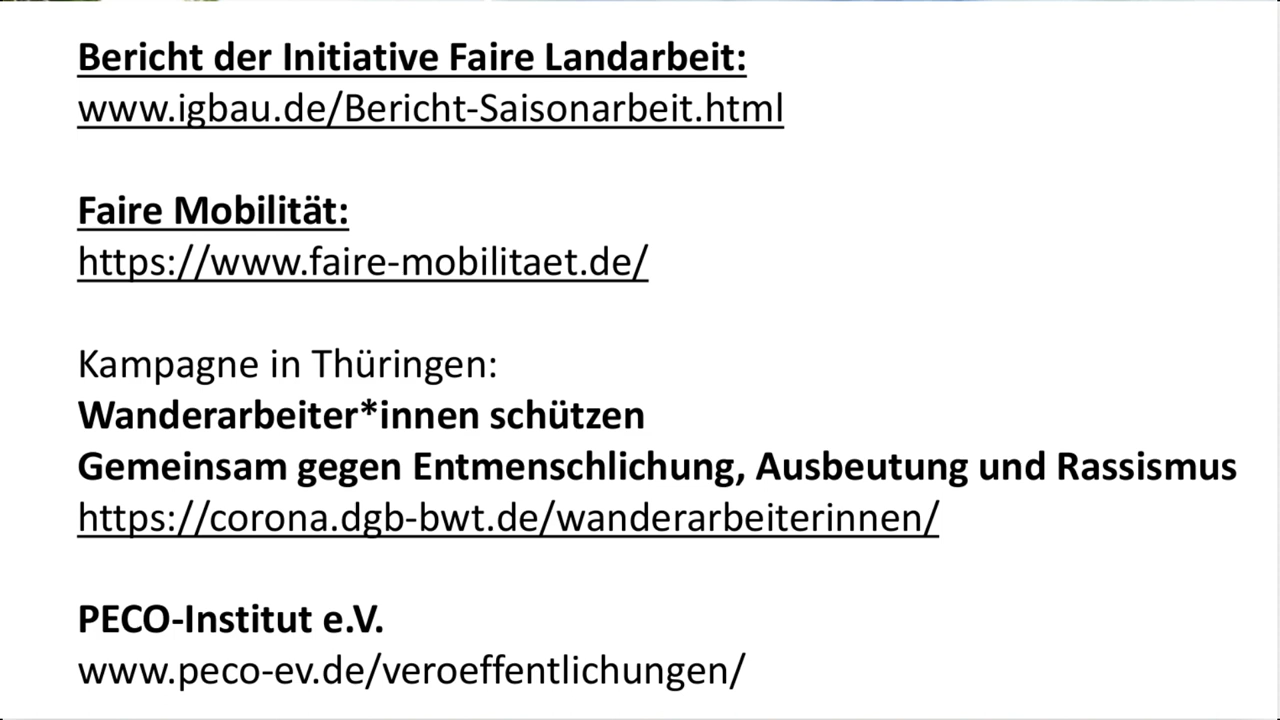 Bericht der Initiative Faire Landarbeit:
www.igbau.de/Bericht-Saisonarbeit.html
Faire Mobilität:
https://www.faire-mobilitaet.de/
Kampagne in Thüringen:
Wanderarbeiter*innen schützen
Gemeinsam gegen Entmenschlichung, Ausbeutung und Rassismus
https://corona.dgb-bwt.de/wanderarbeiterinnen/
PECO-Institut e.V.
www.peco-ev.de/veroeffentlichungen/